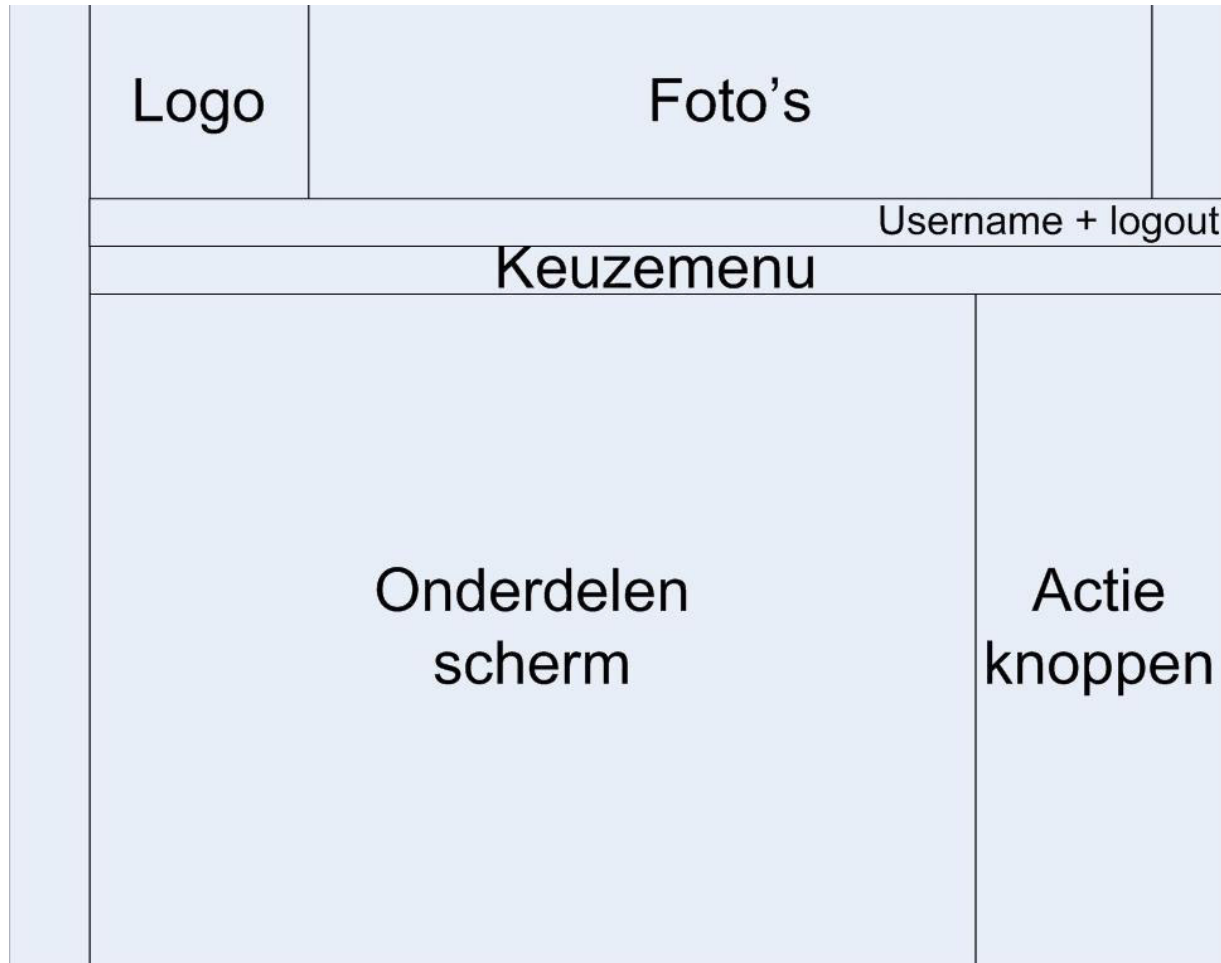 Logo
Foto’s
Username + logout
Keuzemenu
Onderdelen
scherm
Actie
knoppen